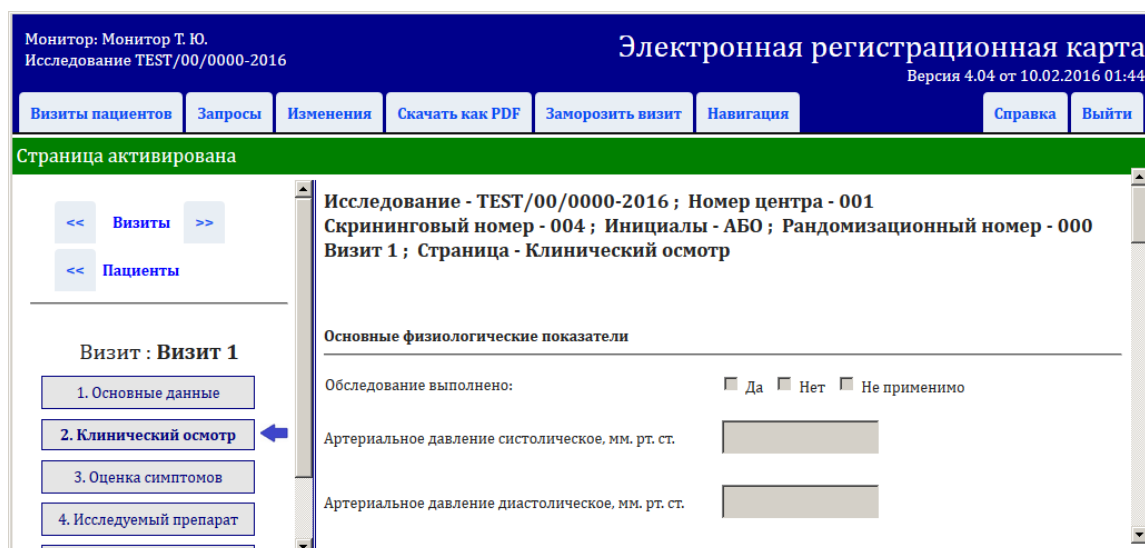 Монитор: Монитор Т. Ю.
Исследование TEST/00/0000-2016
Электронная регистрационная карта
Версия 4.04 от 10.02.2016 01:44
Визиты пациентов Запросы Изменения Скачать как PDF Заморозить визит Навигация Справка Выйти
Страница активирована
<< Визиты >>
<< Пациенты
Визит : Визит 1
1. Основные данные
2. Клинический осмотр
3. Оценка симптомов
4. Исследуемый препарат
Исследование - TEST/00/0000-2016 ; Номер центра - 001
Скрининговый номер - 004 ; Инициалы - АБО ; Рандомизационный номер - 000
Визит 1 ; Страница - Клинический осмотр
Основные физиологические показатели
Обследование выполнено: Да Нет Не применимо
Артериальное давление систолическое, мм. рт. ст.
Артериальное давление диастолическое, мм. рт. ст.